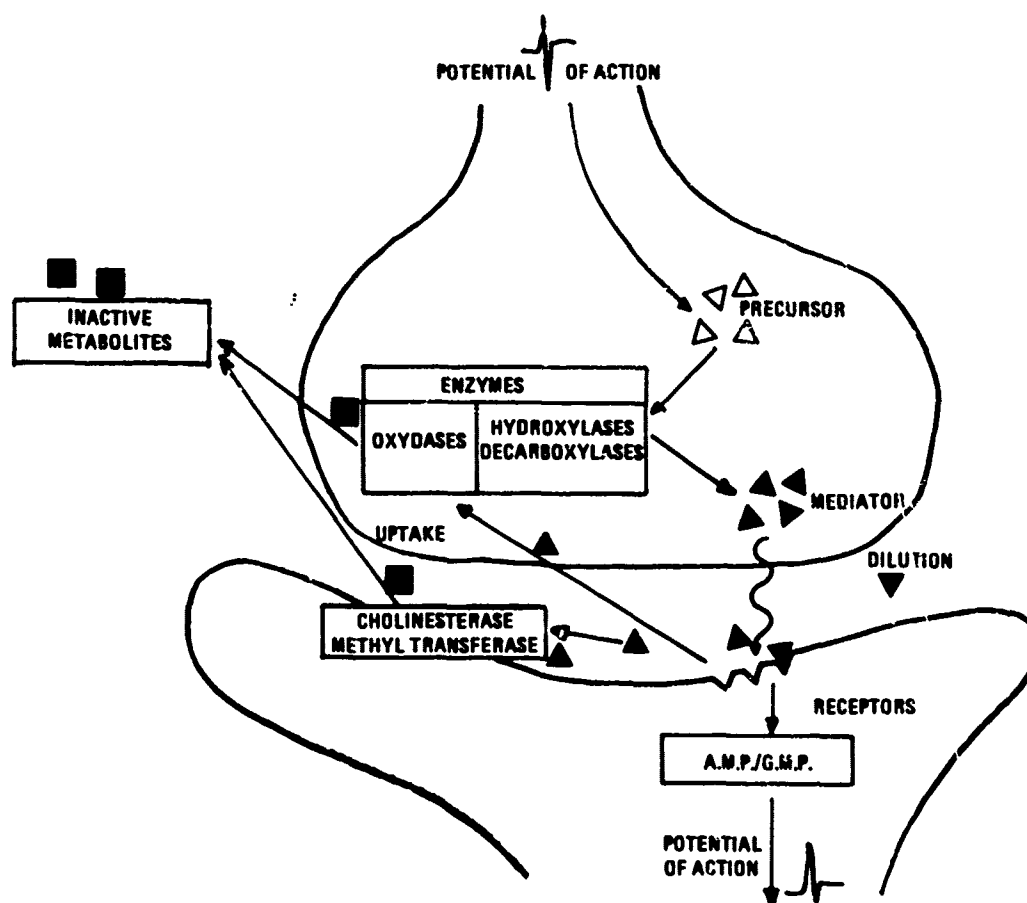 POTENTIAL OF ACTION
PRECURSOR
INACTIVE
METABOLITES
ENZYMES
OXYDASES
HYDROXYLASES
DECARBOXYLASES
MEDIATOR
UPTAKE
DILUTION
CHOLINESTERASE
METHYL TRANSFERASE
RECEPTORS
A.M.P./G.M.P.
POTENTIAL
OF ACTION